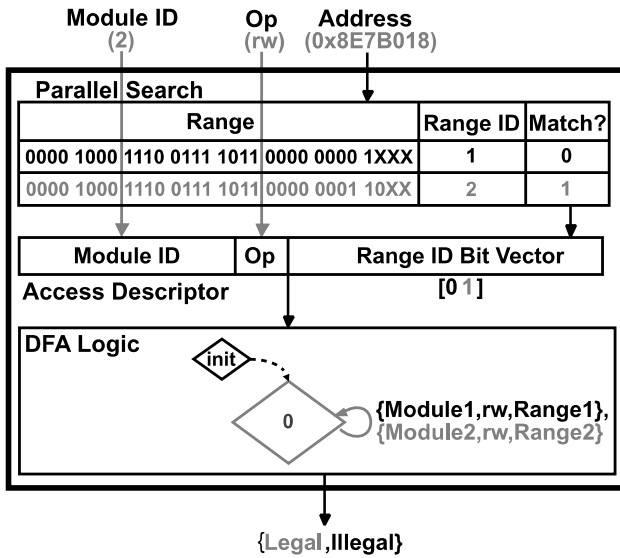 Module ID Op Address
(2) (rw) (0x8E7B018)
Parallel Search
Range Range ID Match?
0000 1000 1110 0111 1011 0000 0000 1XXX 1 0
0000 1000 1110 0111 1011 0000 0001 10XX 2 1
Module ID Op Range ID Bit Vector
Access Descriptor [0 1]
DFA Logic
init
0
{Module1,rw,Range1},
{Module2,rw,Range2}
{Legal,Illegal}